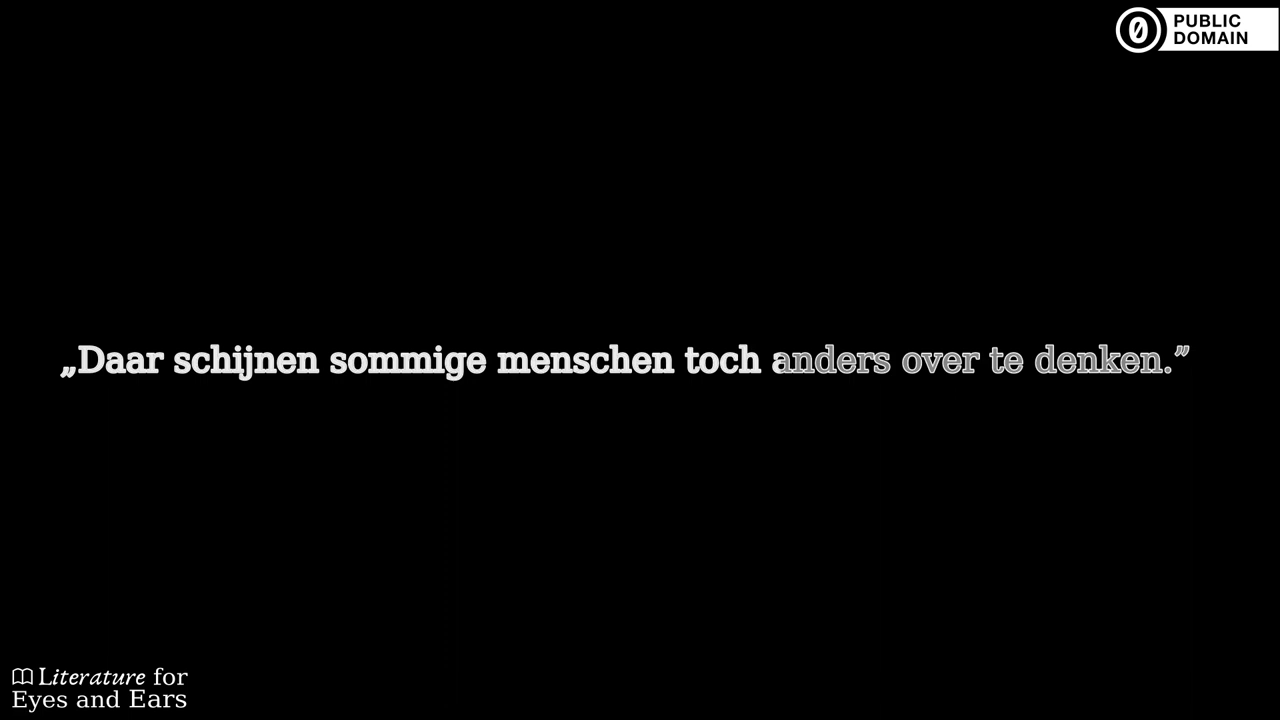 PUBLIC
DOMAIN
„Daar schijnen sommige menschen toch anders over te denken.”
Literature for
Eyes and Ears